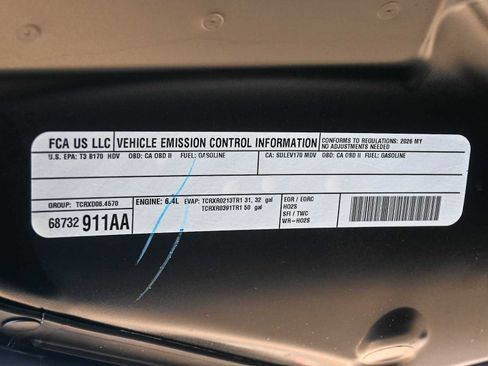 FCA US LLC VEHICLE EMISSION CONTROL INFORMATION CONFORMS TO REGULATIONS: 2026 MY
NO ADJUSTMENTS NEEDED
U.S. EPA: T3 B170 HDV OBD: CA OBD II FUEL: GASOLINE CA: SULEV170 MDV OBD: CA OBD II FUEL: GASOLINE
GROUP: TCRXD06.4570 ENGINE: 6.4L EVAP: TCRXR0213TR1 31, 32 gal EGR / EGRC
TCRXR0391TR1 50 gal HO2S
68732 911AA SFI / TWC
WR-HO2S